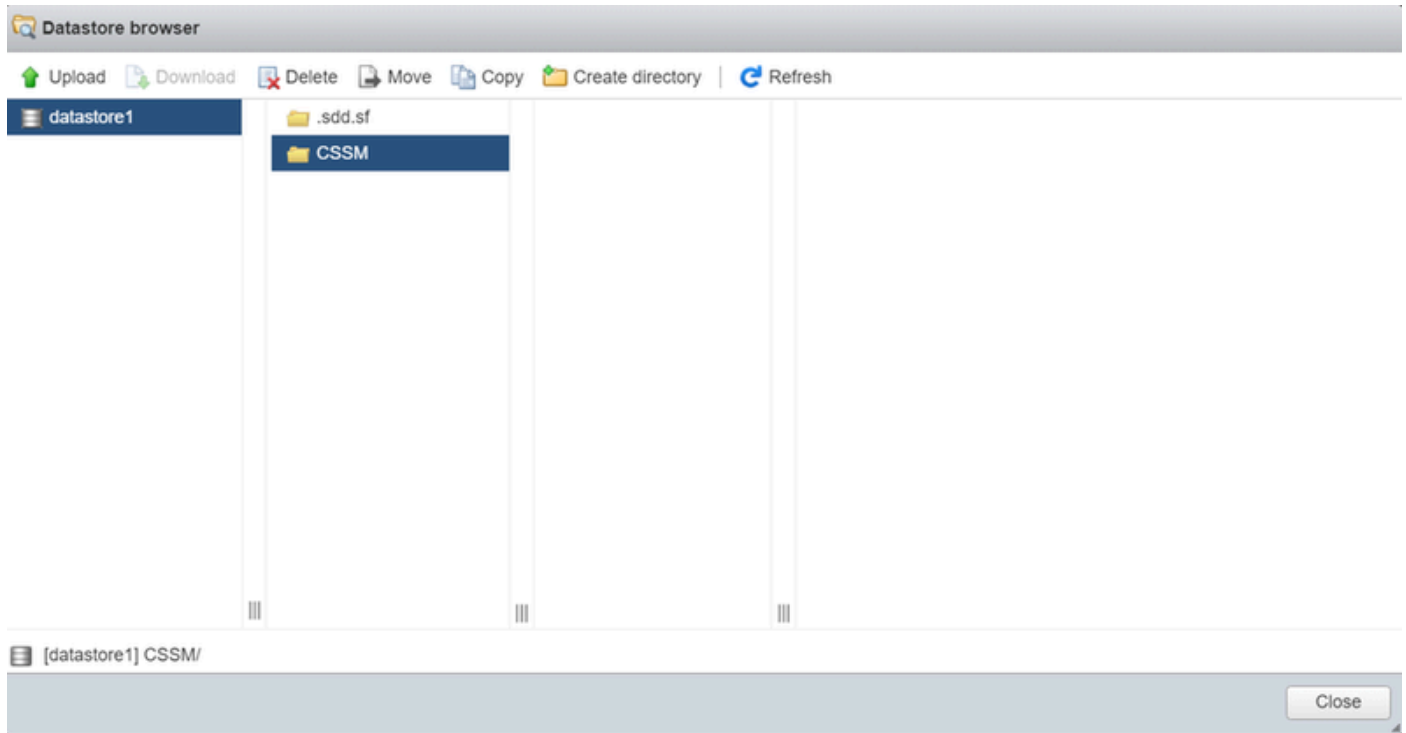 Datastore browser
Upload Download Delete Move Copy Create directory Refresh
datastore1
.sdd.sf
CSSM
[datastore1] CSSM/
Close